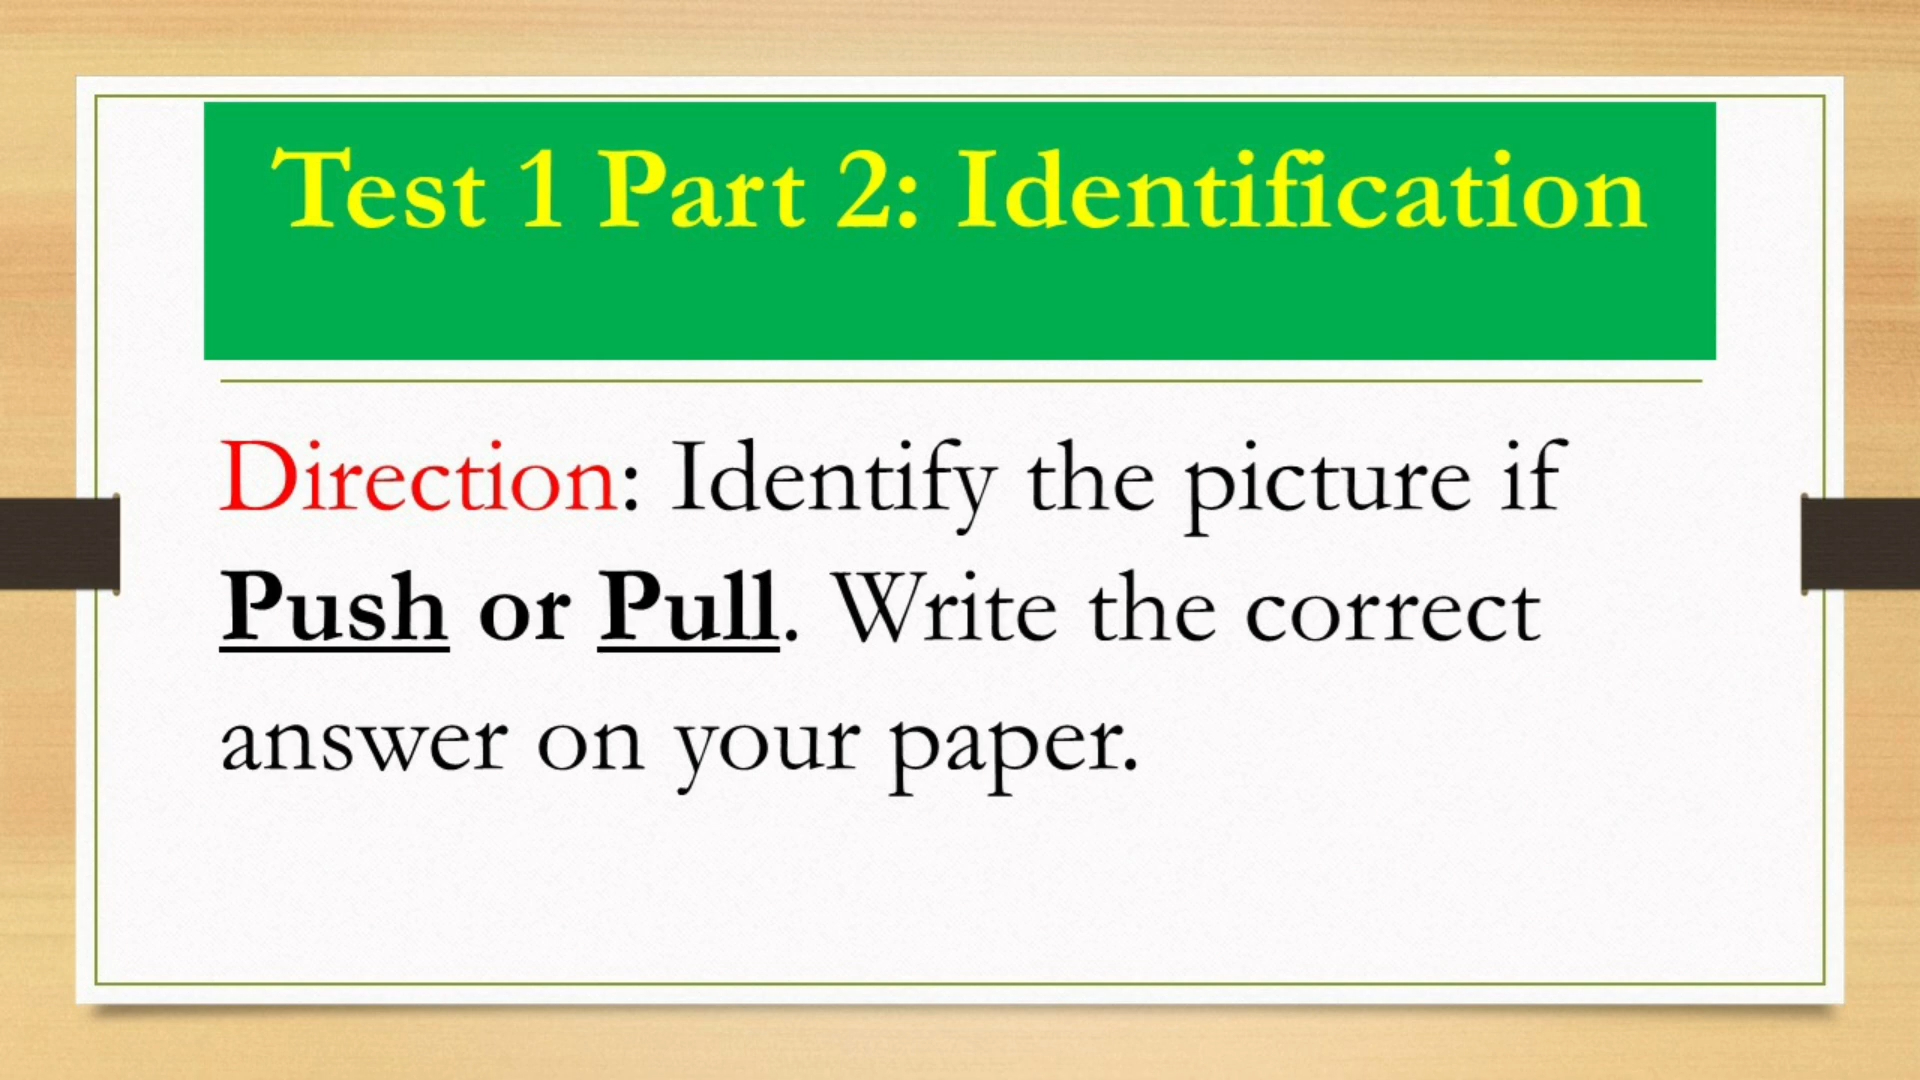 Test 1 Part 2: Identification
Direction: Identify the picture if
Push or Pull. Write the correct
answer on your paper.